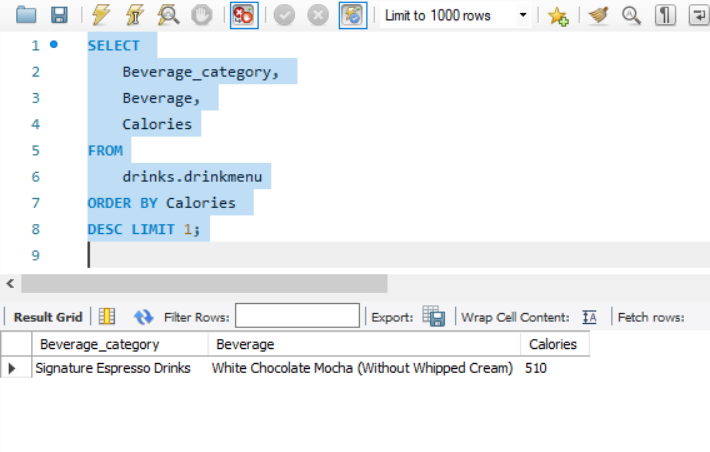 Limit to 1000 rows
1 SELECT
2 Beverage_category,
3 Beverage,
4 Calories
5 FROM
6 drinks.drinkmenu
7 ORDER BY Calories
8 DESC LIMIT 1;
9
Result Grid Filter Rows: Export: Wrap Cell Content: Fetch rows:
Beverage_category Beverage Calories
Signature Espresso Drinks White Chocolate Mocha (Without Whipped Cream) 510